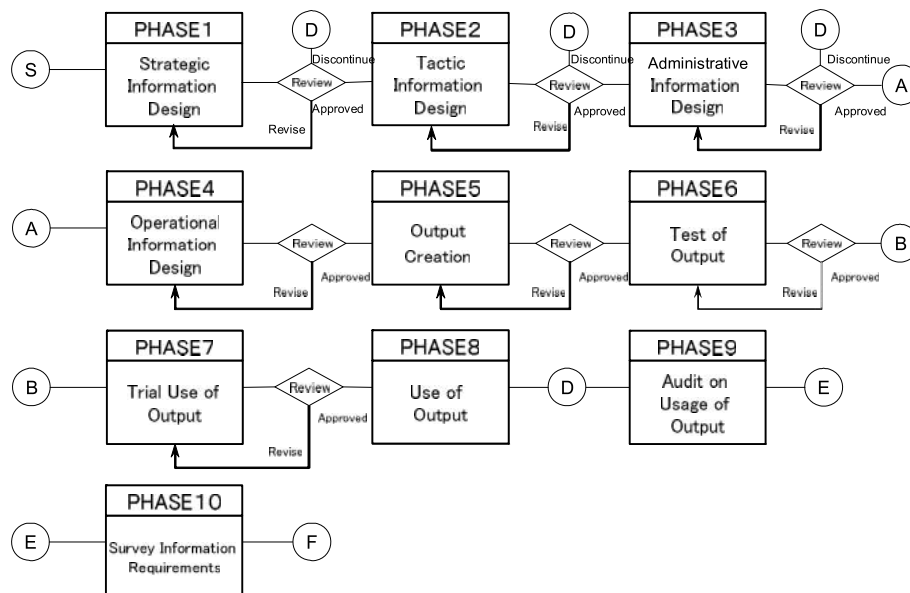 PHASE1
D
PHASE2
D
PHASE3
D
S
Strategic
Information
Design
Discontinue
Review
Approved
Revise
Tactic
Information
Design
Discontinue
Review
Approved
Revise
Administrative
Information
Design
Discontinue
Review
Approved
Revise
A
PHASE4
PHASE5
PHASE6
A
Operational
Information
Design
Review
Approved
Revise
Output
Creation
Review
Approved
Revise
Test of
Output
Review
Approved
Revise
B
PHASE7
PHASE8
PHASE9
B
Trial Use of
Output
Review
Approved
Revise
Use of
Output
D
Audit on
Usage of
Output
E
PHASE10
E
Survey Information
Requirements
F